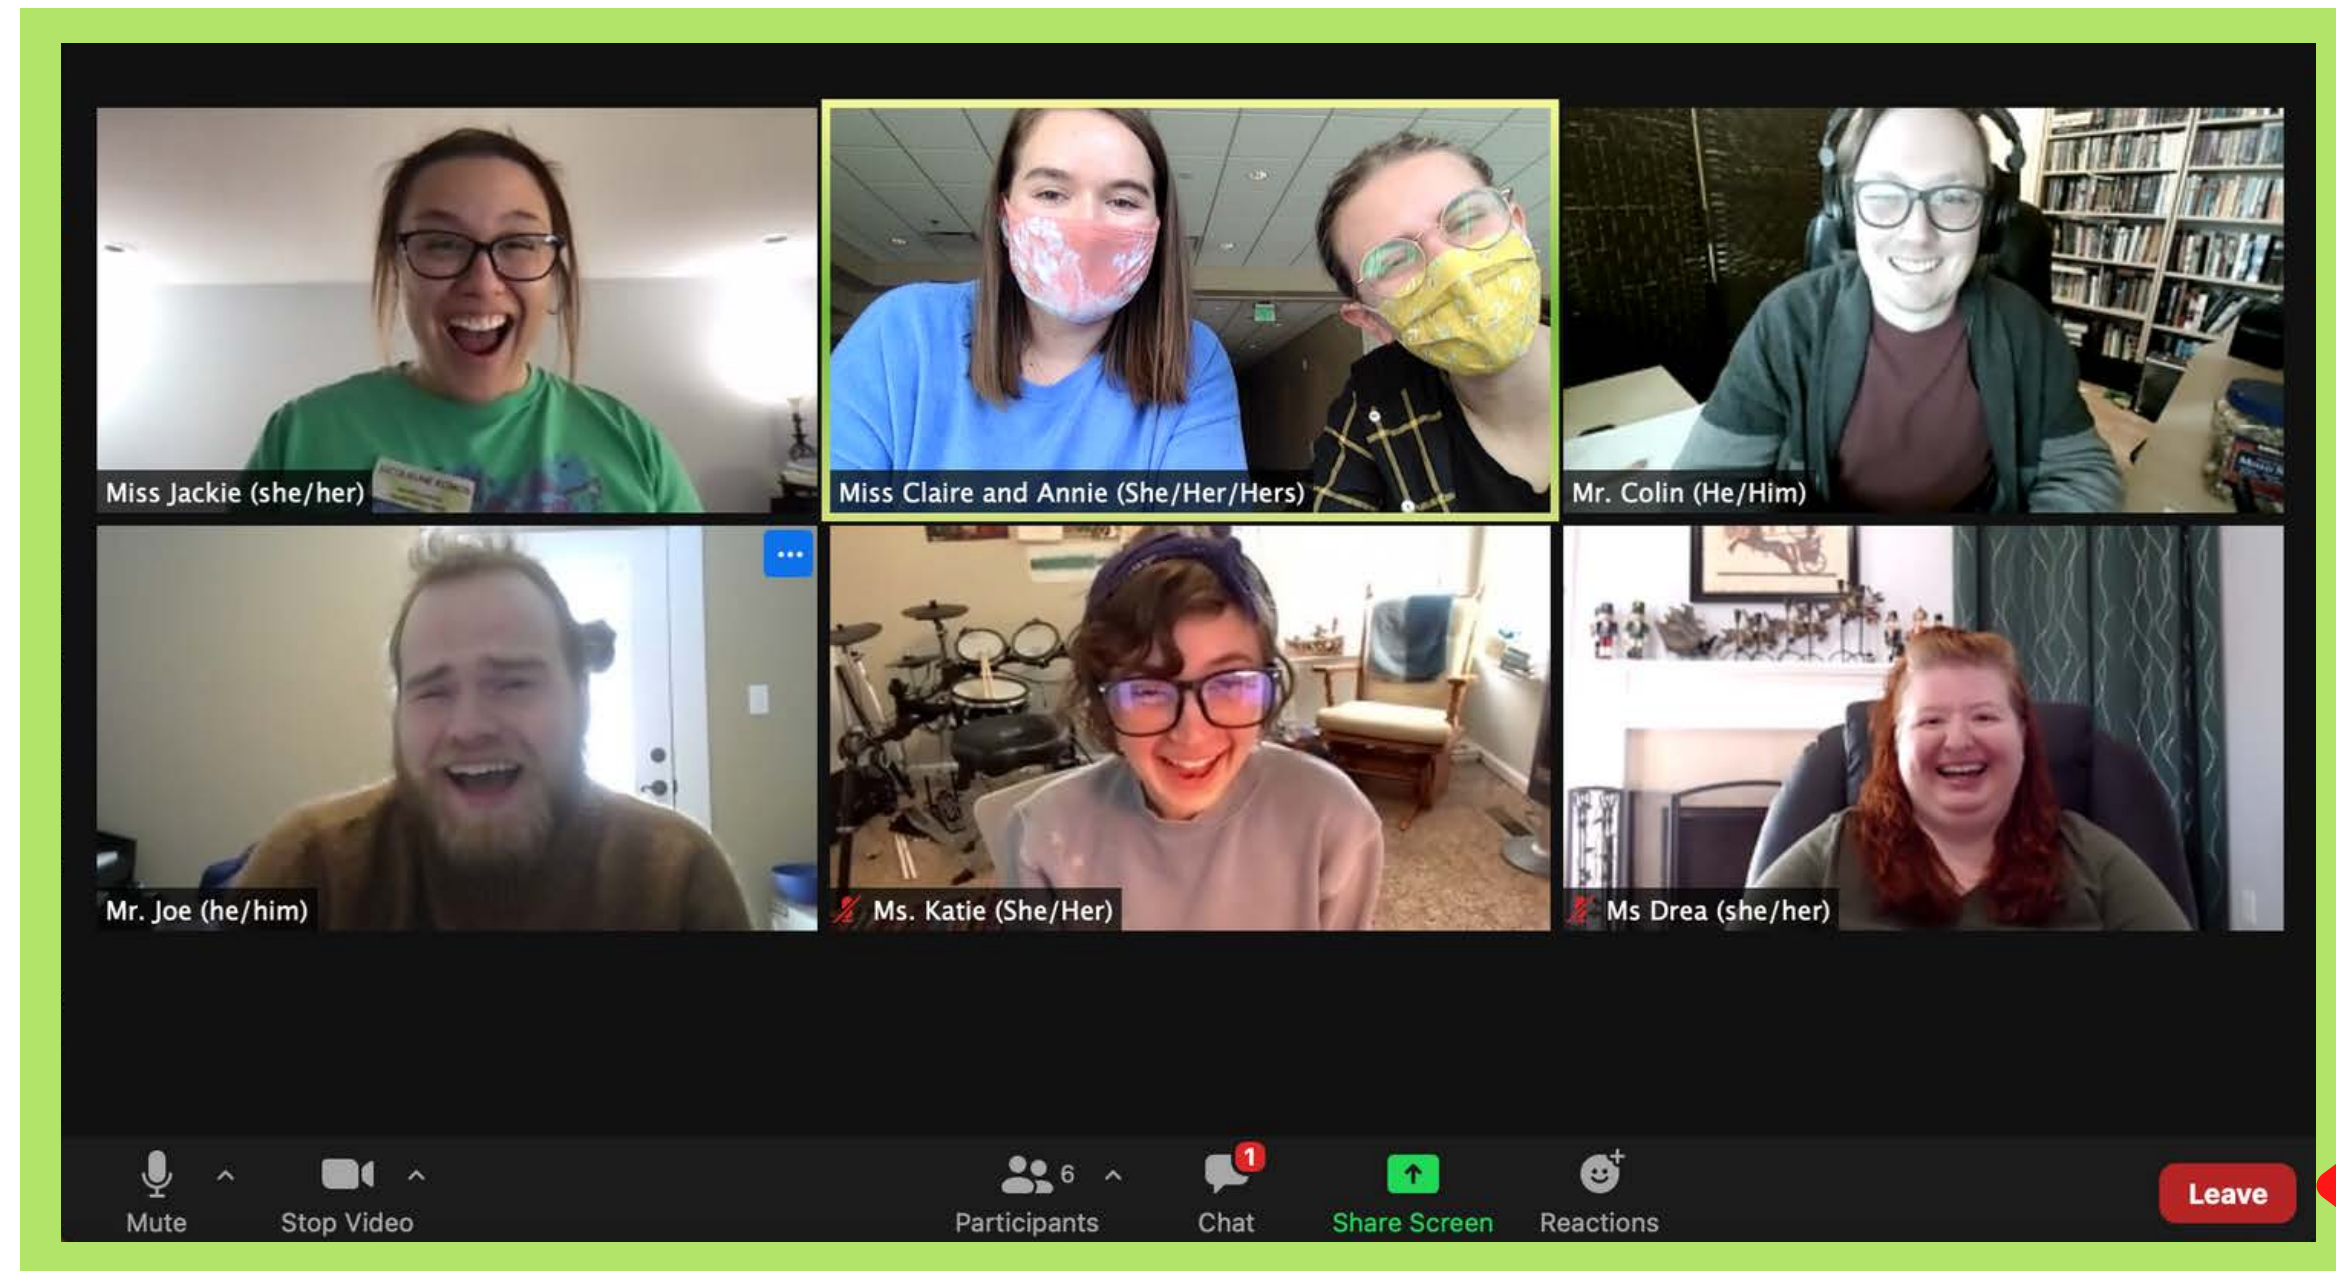 Miss Jackie (she/her)
Miss Claire and Annie (She/Her/Hers)
Mr. Colin (He/Him)
Mr. Joe (he/him)
Ms. Katie (She/Her)
Ms Drea (she/her)
6
1
Mute
Stop Video
Participants
Chat
Share Screen
Reactions
Leave